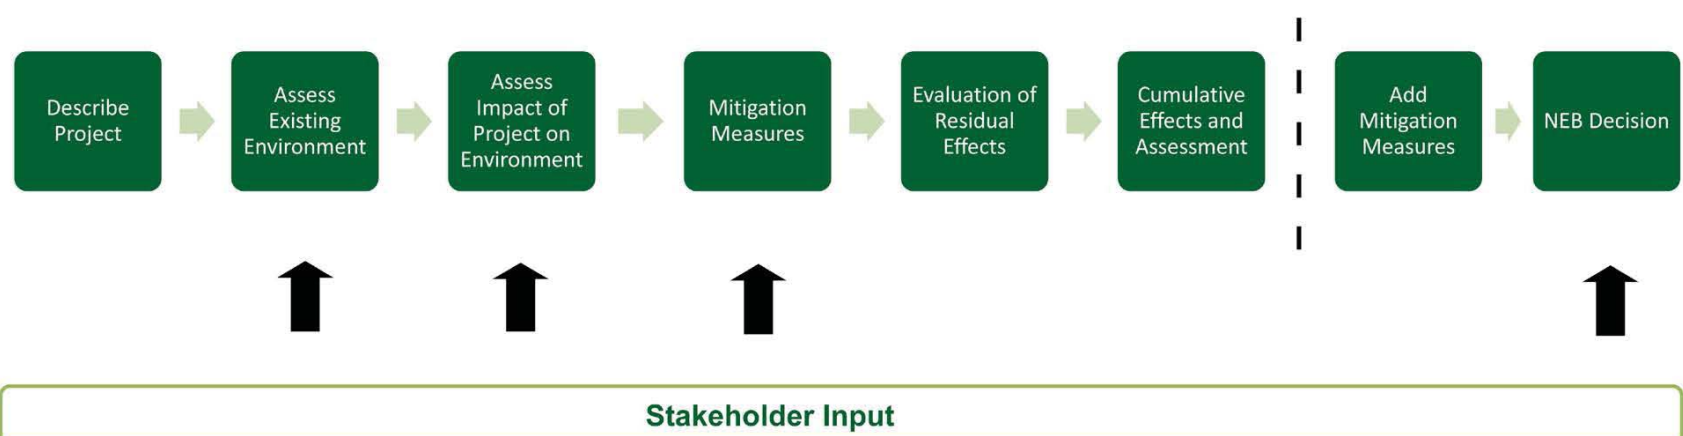 Describe
Project
Assess
Existing
Environment
Assess
Impact of
Project on
Environment
Mitigation
Measures
Evaluation of
Residual
Effects
Cumulative
Effects and
Assessment
Add
Mitigation
Measures
NEB Decision
Stakeholder Input